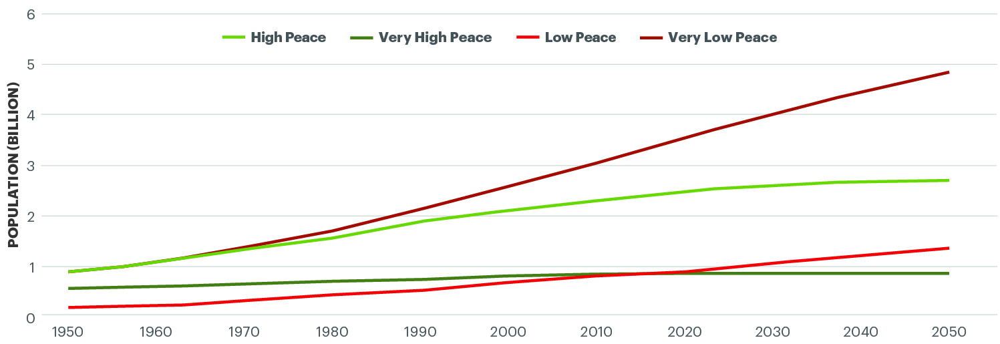 6
High Peace Very High Peace Low Peace Very Low Peace
5
4
3
2
1
0
POPULATION (BILLION)
1950 1960 1970 1980 1990 2000 2010 2020 2030 2040 2050